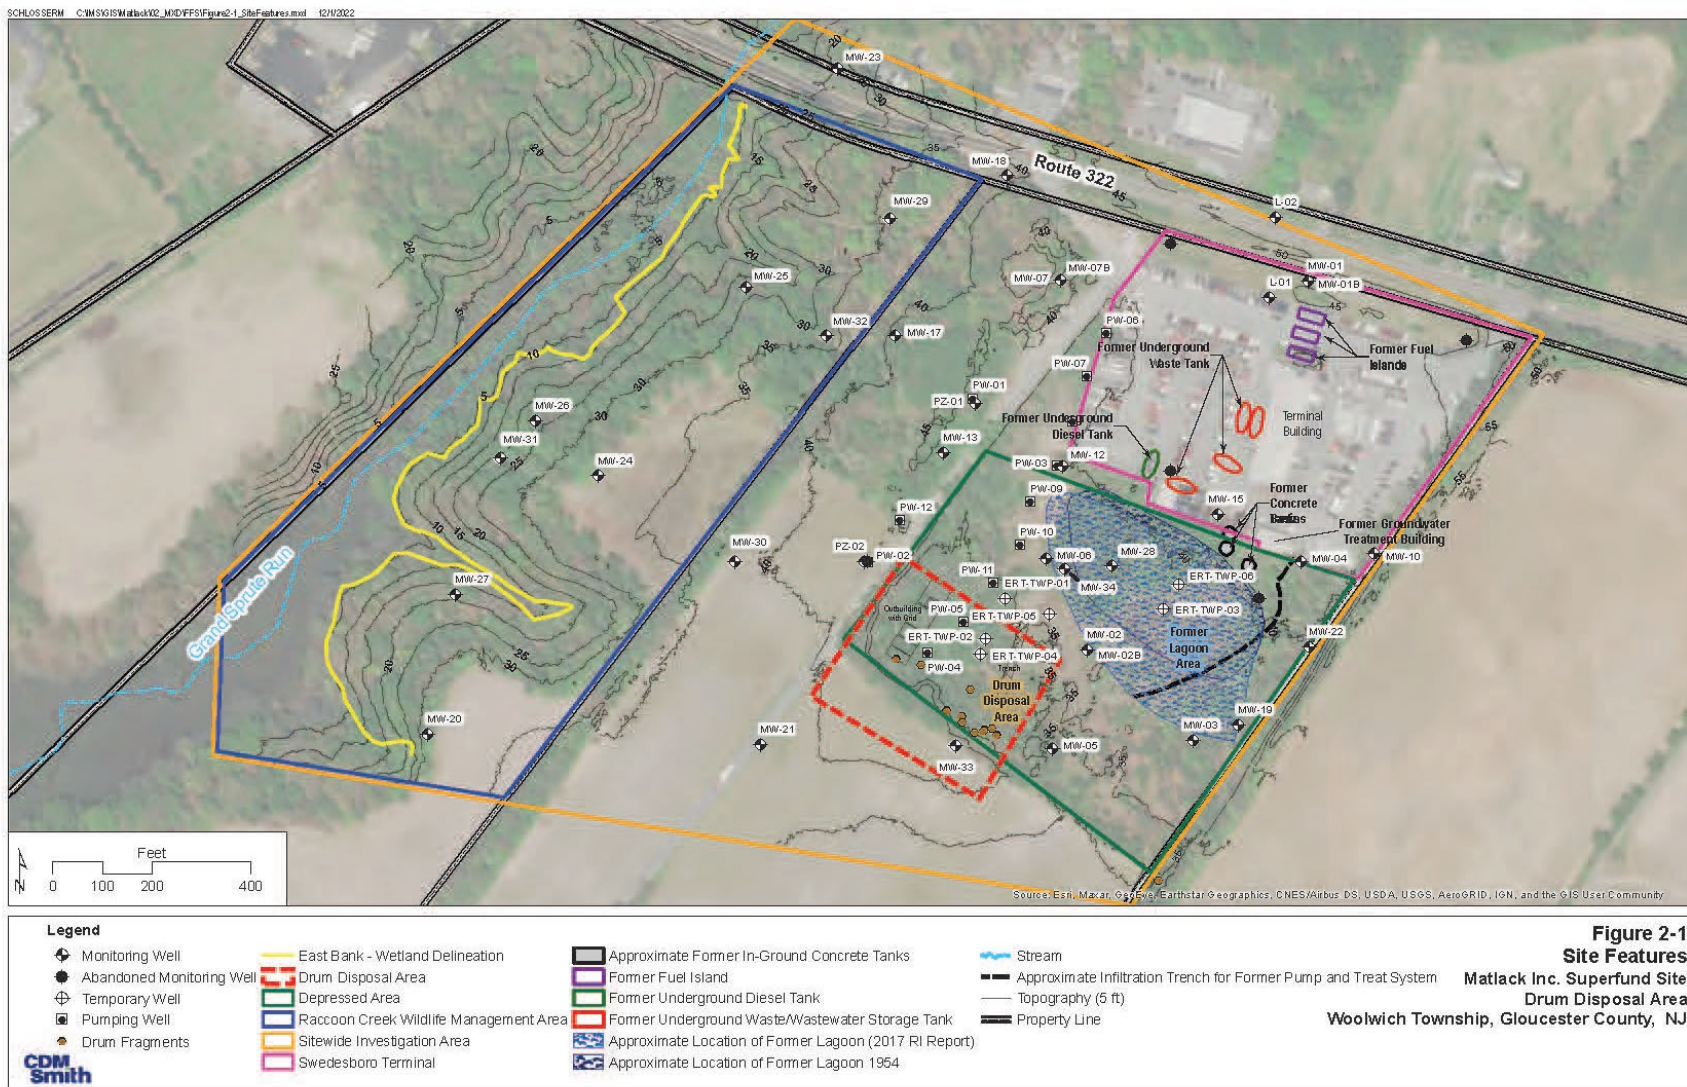 SCHLOSSERM C:\IMS\GIS\Matlack\02_MXD\FFS\Figure2-1_SiteFeatures.mxd 12/1/2022
MW-23
MW-18
Route 322
MW-29
L-02
MW-25
MW-07
MW-07B
MW-01
L-01
MW-01B
MW-32
MW-17
PW-06
Former Underground
Waste Tank
Former Fuel
Islands
PW-07
PW-01
PZ-01
MW-26
Former Underground
Diesel Tank
Terminal
Building
MW-31
MW-13
MW-24
PW-03
MW-12
PW-09
MW-15
Former
Concrete
PW-12
Former Groundwater
Treatment Building
PW-10
MW-30
PZ-02
PW-02
MW-06
MW-28
MW-04
MW-10
Grand Sprute Run
MW-27
PW-11
ERT-TWP-01
MW-34
ERT-TWP-06
Outbuilding
with Grid
PW-05
ERT-TWP-05
ERT-TWP-03
ERT-TWP-02
MW-02
Former
Lagoon
Area
MW-22
ERT-TWP-04
MW-02B
PW-04
Trench
Drum
Disposal
Area
MW-20
MW-21
MW-19
MW-03
MW-05
MW-33
Feet
N
0 100 200 400
Source: Esri, Maxar, GeoEye, Earthstar Geographics, CNES/Airbus DS, USDA, USGS, AeroGRID, IGN, and the GIS User Community
Legend
Monitoring Well
Abandoned Monitoring Well
Temporary Well
Pumping Well
Drum Fragments
East Bank - Wetland Delineation
Drum Disposal Area
Depressed Area
Raccoon Creek Wildlife Management Area
Sitewide Investigation Area
Swedesboro Terminal
Approximate Former In-Ground Concrete Tanks
Former Fuel Island
Former Underground Diesel Tank
Former Underground Waste/Wastewater Storage Tank
Approximate Location of Former Lagoon (2017 RI Report)
Approximate Location of Former Lagoon 1954
Stream
Approximate Infiltration Trench for Former Pump and Treat System
Topography (5 ft)
Property Line
Figure 2-1
Site Features
Matlack Inc. Superfund Site
Drum Disposal Area
Woolwich Township, Gloucester County, NJ
CDM
Smith